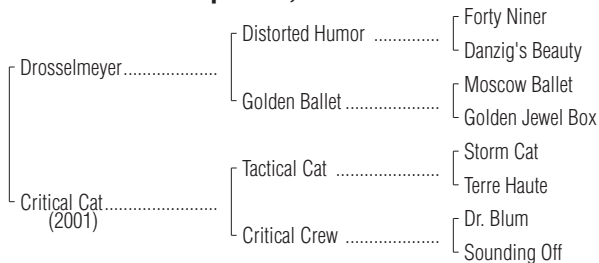 Forty Niner
Distorted Humor ..............
Danzig's Beauty
Drosselmeyer....................
Moscow Ballet
Golden Ballet ....................
Golden Jewel Box
Storm Cat
Tactical Cat ......................
Terre Haute
Critical Cat........................
(2001)
Dr. Blum
Critical Crew ....................
Sounding Off